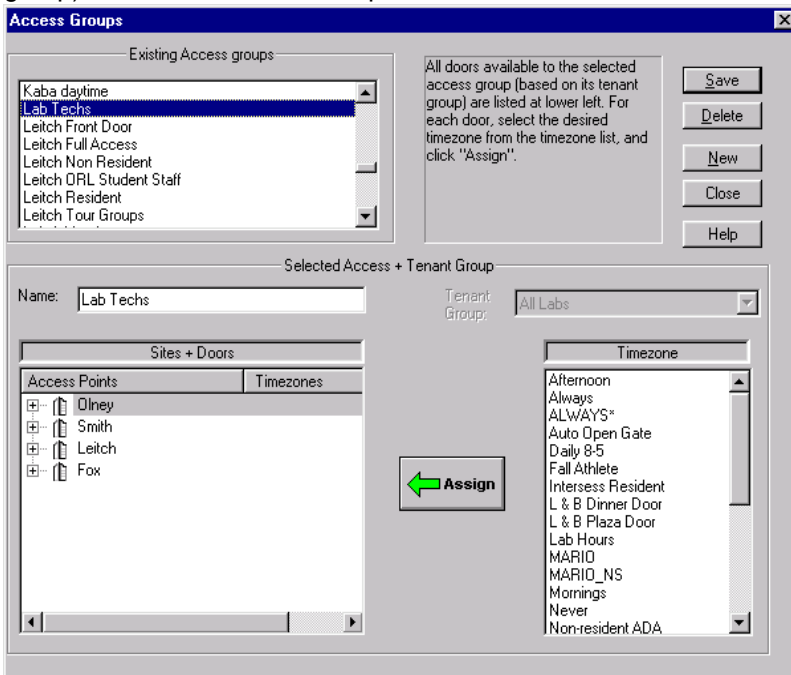 Access Groups
Existing Access groups
Kaba daytime
Lab Techs
Leitch Front Door
Leitch Full Access
Leitch Non Resident
Leitch ORL Student Staff
Leitch Resident
Leitch Tour Groups
All doors available to the selected
access group (based on its tenant
group) are listed at lower left. For
each door, select the desired
timezone from the timezone list, and
click "Assign".
Save
Delete
New
Close
Help
Selected Access + Tenant Group
Name: Lab Techs
Tenant
Group:
All Labs
Sites + Doors
Access Points Timezones
Olney
Smith
Leitch
Fox
Assign
Timezone
Afternoon
Always
ALWAYS*
Auto Open Gate
Daily 8-5
Fall Athlete
Intersess Resident
L & B Dinner Door
L & B Plaza Door
Lab Hours
MARIO
MARIO_NS
Mornings
Never
Non-resident ADA